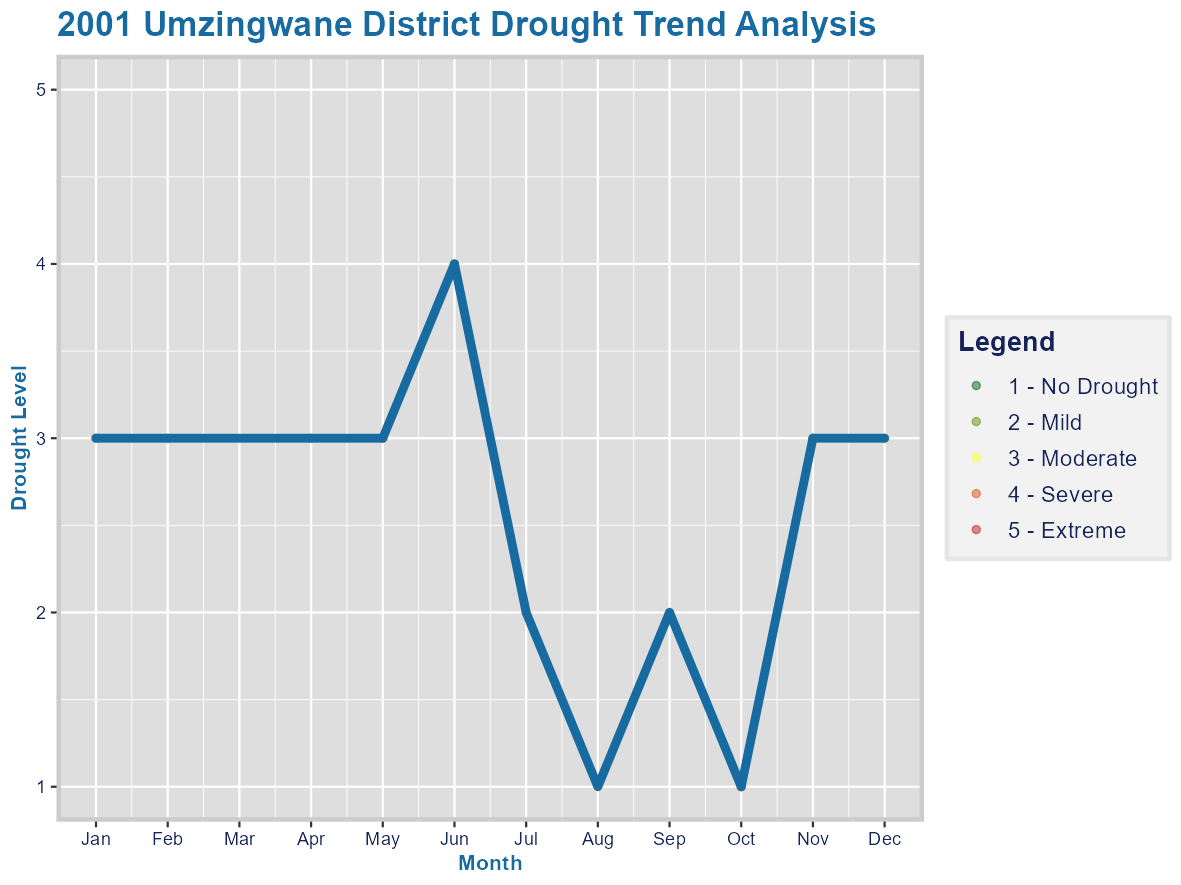 2001 Umzingwane District Drought Trend Analysis
5
4
3
2
1
Drought Level
Jan Feb Mar Apr May Jun Jul Aug Sep Oct Nov Dec
Month
Legend
1 - No Drought
2 - Mild
3 - Moderate
4 - Severe
5 - Extreme